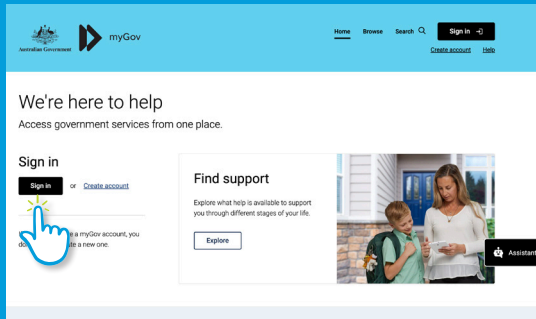 Australian Government
myGov
Home Browse Search Sign in
Create account Help
We're here to help
Access government services from one place.
Sign in
Sign in or Create account
e a myGov account, you
do te a new one.
Find support
Explore what help is available to support
you through different stages of your life.
Explore
Assistant